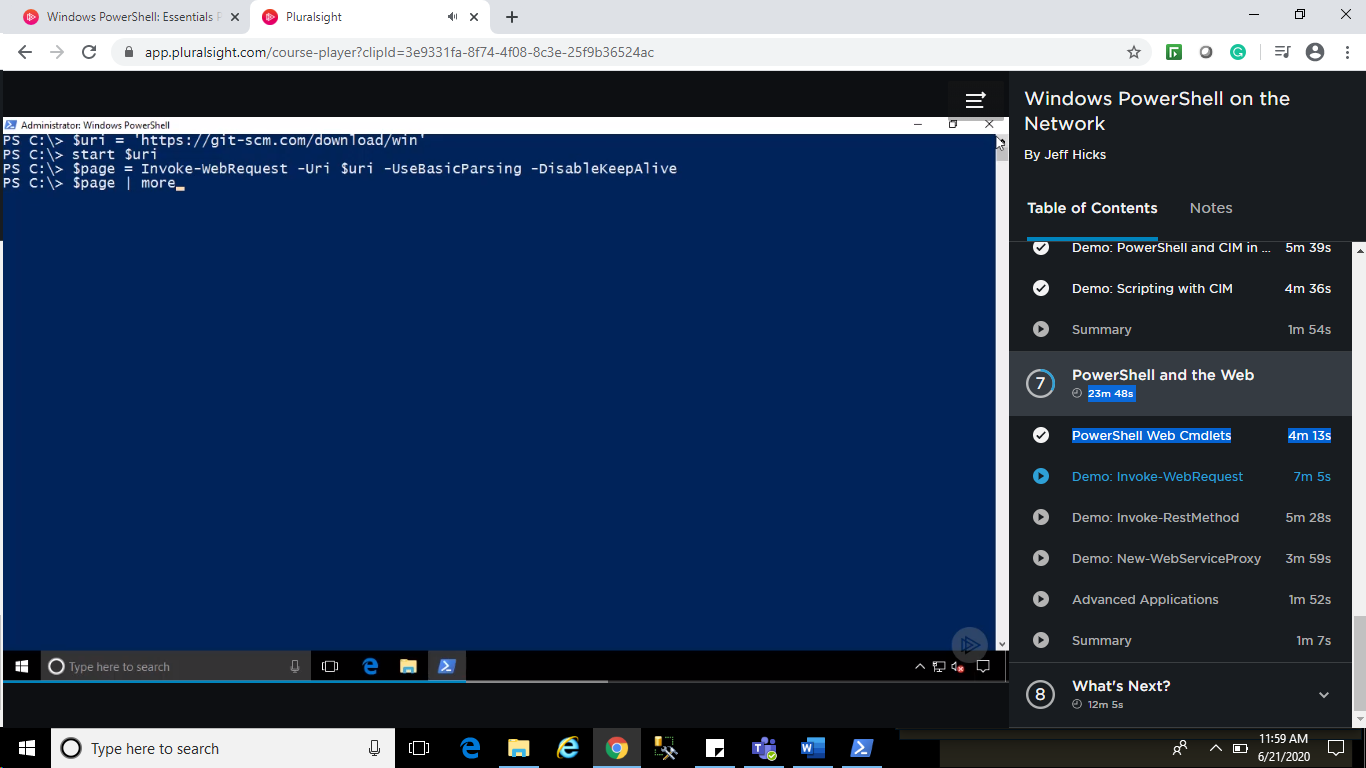 Windows PowerShell: Essentials P
Pluralsight
app.pluralsight.com/course-player?clipId=3e9331fa-8f74-4f08-8c3e-25f9b36524ac
Administrator: Windows PowerShell
PS C:\> $uri = 'https://git-scm.com/download/win'
PS C:\> start $uri
PS C:\> $page = Invoke-WebRequest -Uri $uri -UseBasicParsing -DisableKeepAlive
PS C:\> $page | more_
Type here to search
Windows PowerShell on the
Network
By Jeff Hicks
Table of Contents Notes
Demo: PowerShell and CIM in ... 5m 39s
Demo: Scripting with CIM 4m 36s
Summary 1m 54s
7 PowerShell and the Web
23m 48s
PowerShell Web Cmdlets 4m 13s
Demo: Invoke-WebRequest 7m 5s
Demo: Invoke-RestMethod 5m 28s
Demo: New-WebServiceProxy 3m 59s
Advanced Applications 1m 52s
Summary 1m 7s
8 What's Next?
12m 5s
Type here to search
11:59 AM
6/21/2020